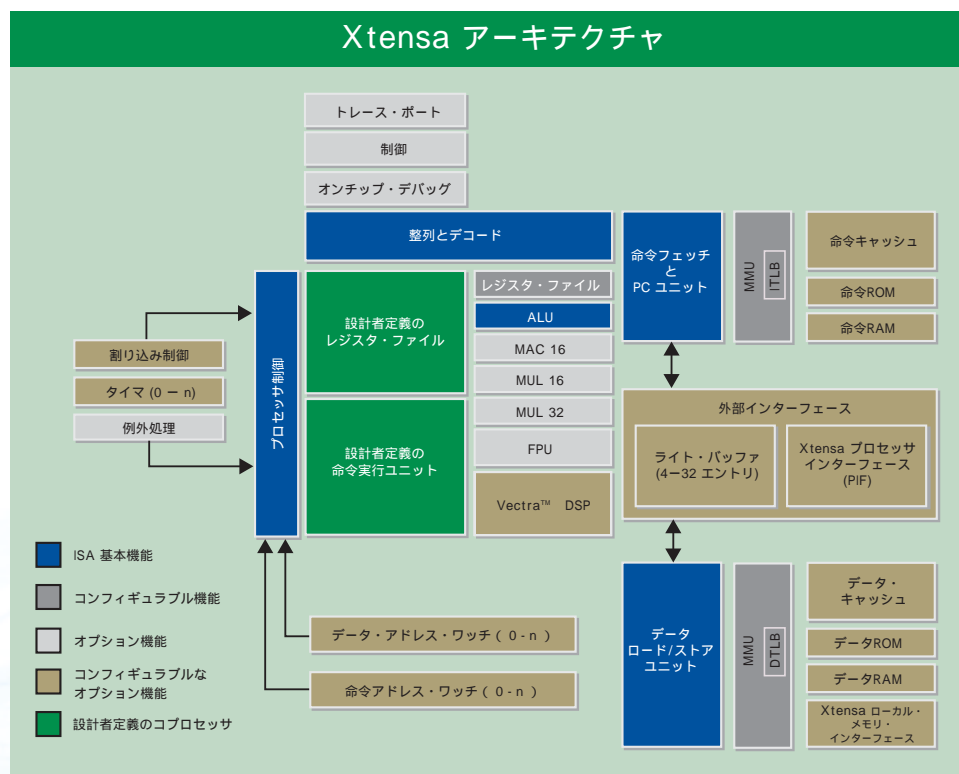 Xtensa アーキテクチャ
トレース・ポート
制御
オンチップ・デバッグ
整列とデコード
命令フェッチ
と
PC ユニット
MMU
ITLB
命令キャッシュ
命令ROM
命令RAM
割り込み制御
タイマ (0 ー n)
例外処理
プロセッサ制御
設計者定義の
レジスタ・ファイル
設計者定義の
命令実行ユニット
レジスタ・ファイル
ALU
MAC 16
MUL 16
MUL 32
FPU
Vectra™ DSP
外部インターフェース
ライト・バッファ
(4ー32 エントリ)
Xtensa プロセッサ
インターフェース
(PIF)
データ
ロード/ストア
ユニット
MMU
DTLB
データ・
キャッシュ
データROM
データRAM
Xtensa ローカル・
メモリ・
インターフェース
データ・アドレス・ワッチ ( 0 - n )
命令アドレス・ワッチ ( 0 - n )
ISA 基本機能
コンフィギュラブル機能
オプション機能
コンフィギュラブルな
オプション機能
設計者定義のコプロセッサ